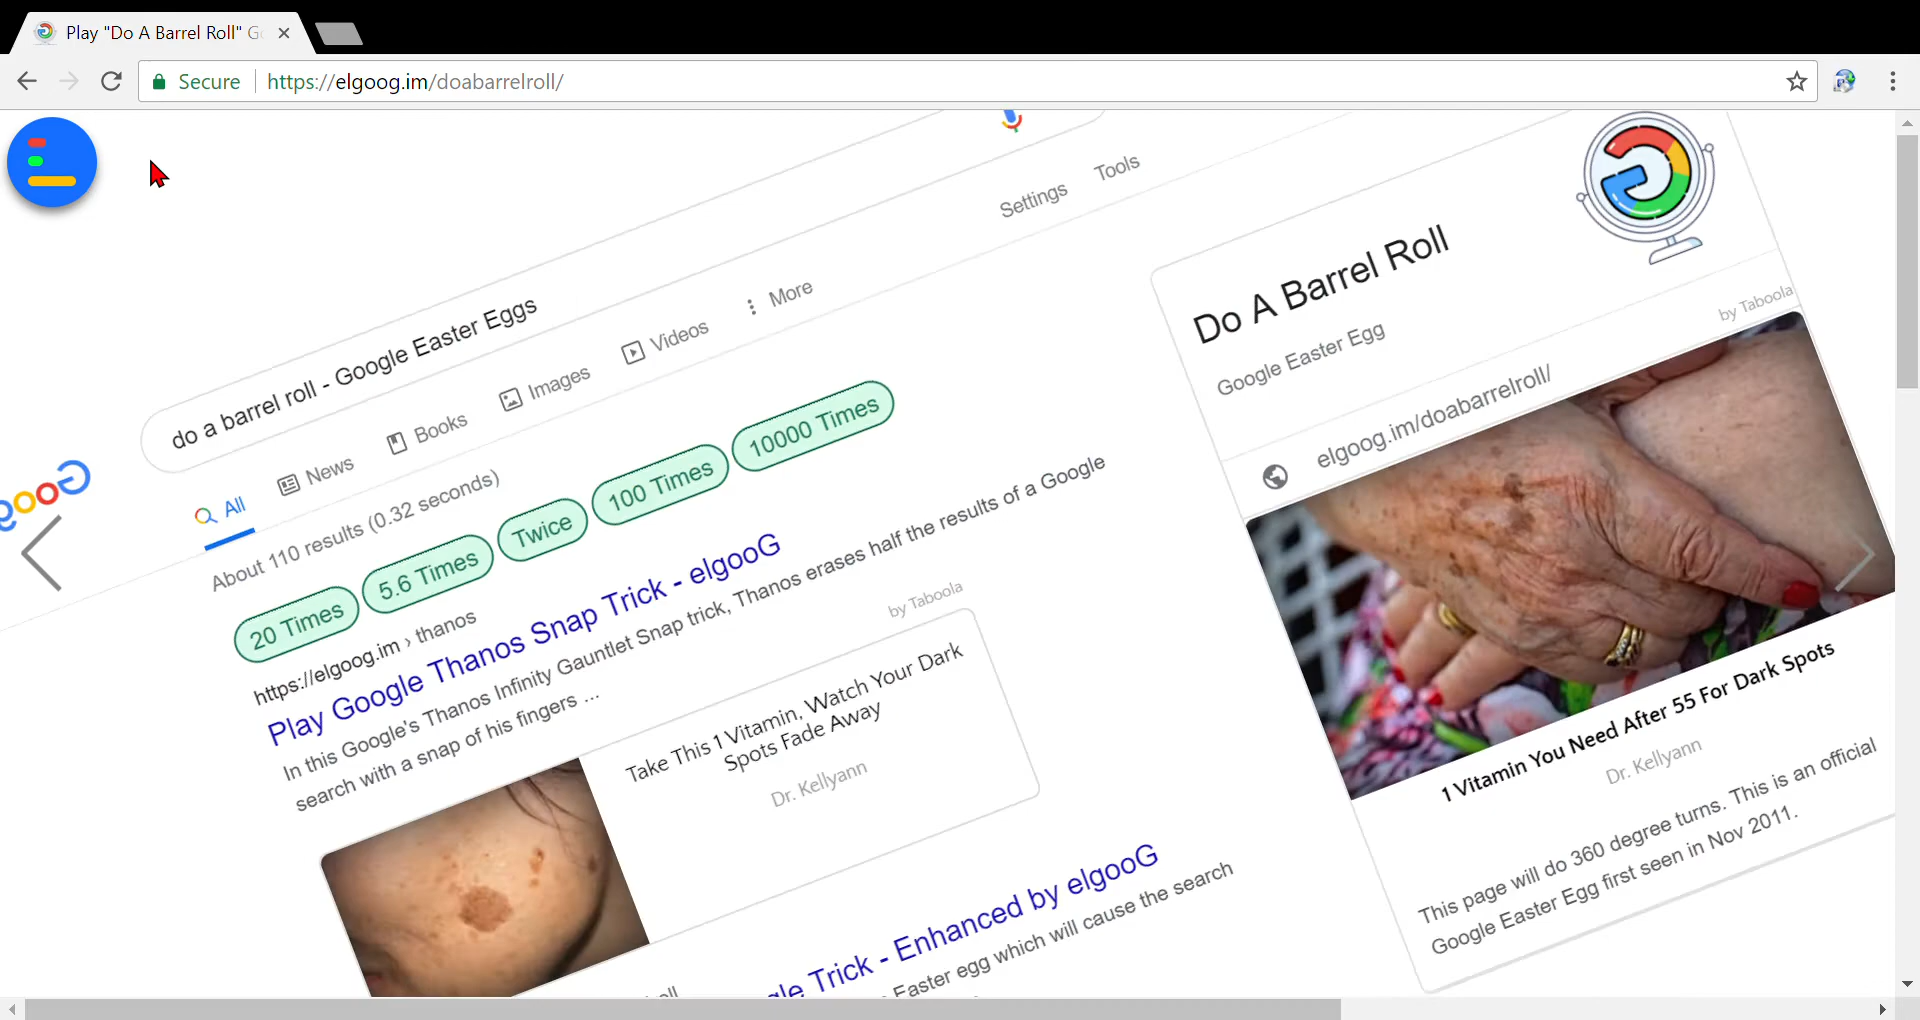 Play "Do A Barrel Roll" G
Secure https://elgoog.im/doabarrelroll/
do a barrel roll - Google Easter Eggs
All News Books Images Videos More
Settings Tools
About 110 results (0.32 seconds)
20 Times 5.6 Times Twice 100 Times 10000 Times
https://elgoog.im › thanos
Play Google Thanos Snap Trick - elgooG
In this Google's Thanos Infinity Gauntlet Snap trick, Thanos erases half the results of a Google
search with a snap of his fingers ...
by Taboola
Take This 1 Vitamin, Watch Your Dark
Spots Fade Away
Dr. Kellyann
Trick - Enhanced by elgooG
Easter egg which will cause the search
Do A Barrel Roll
Google Easter Egg
elgoog.im/doabarrelroll/
by Taboola
1 Vitamin You Need After 55 For Dark Spots
Dr. Kellyann
This page will do 360 degree turns. This is an official
Google Easter Egg first seen in Nov 2011.